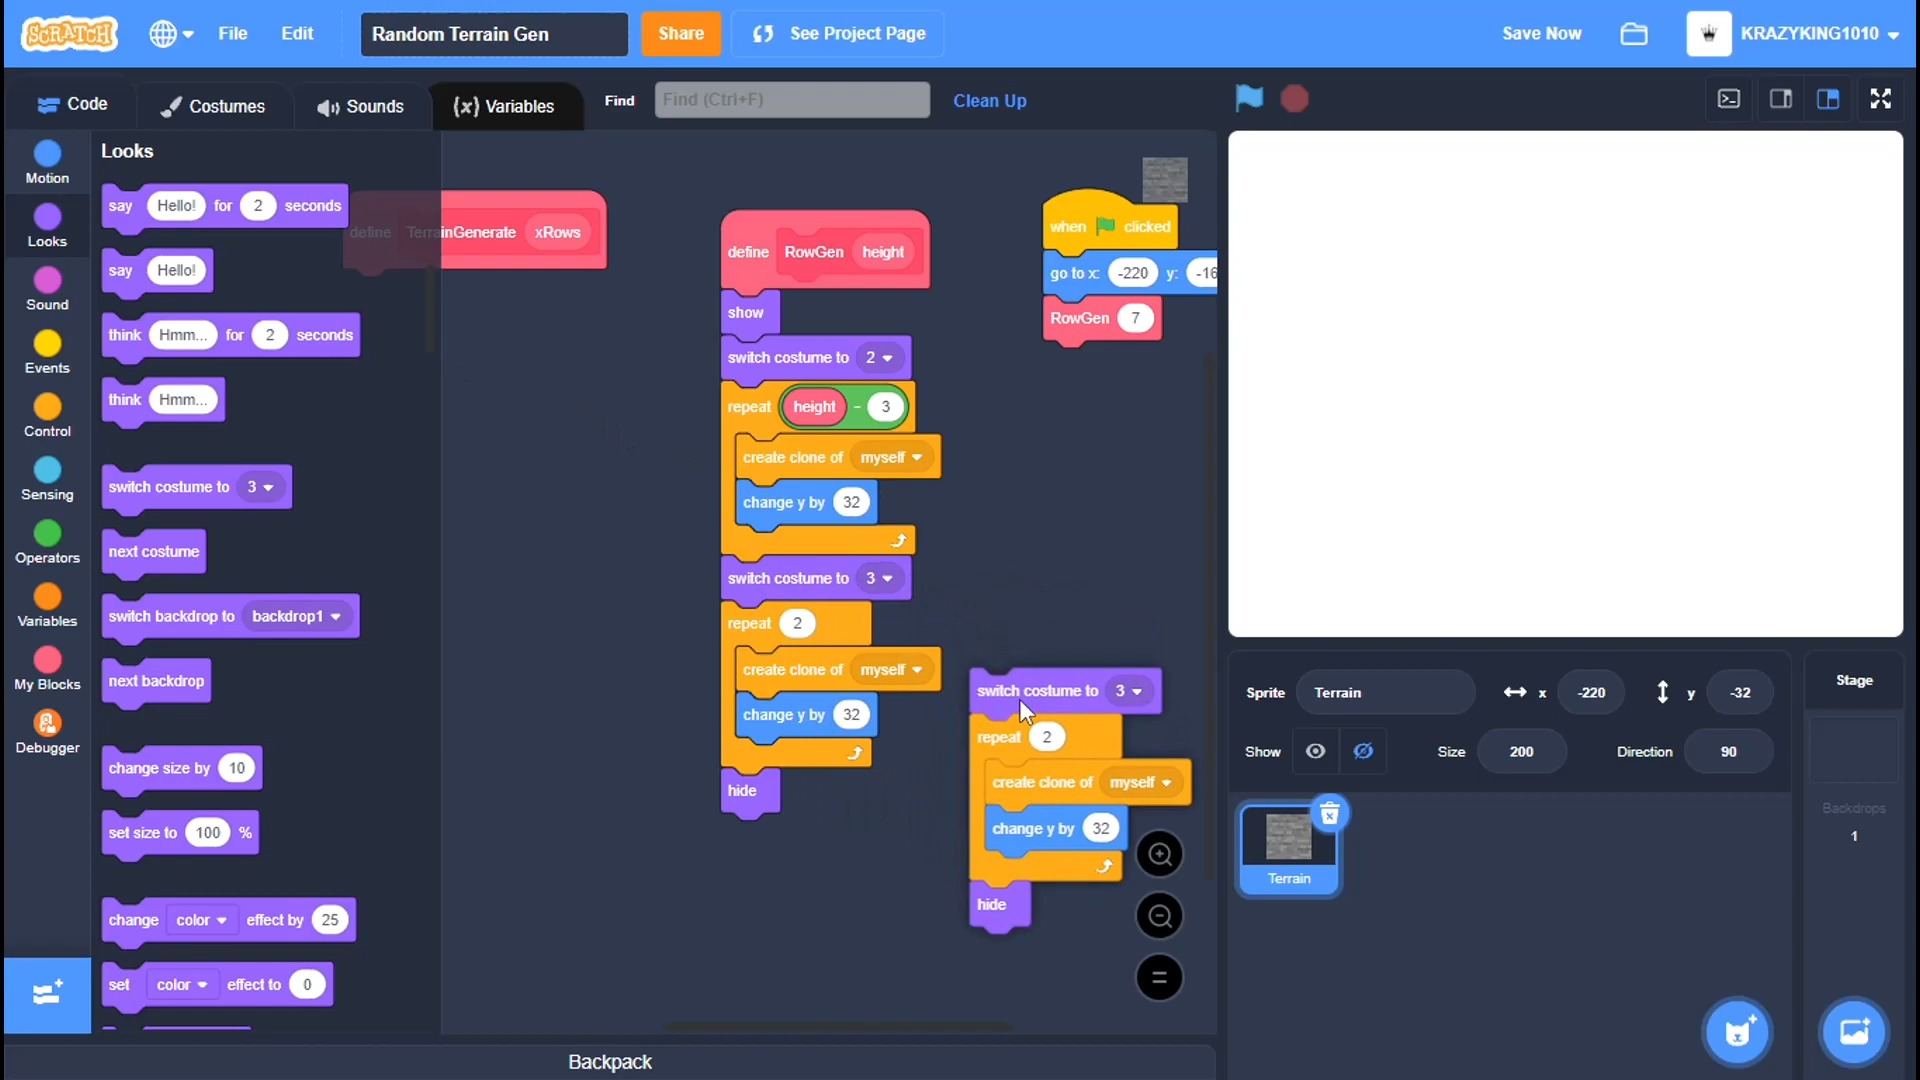 SCRATCH File Edit Random Terrain Gen Share See Project Page Save Now KRAZYKING1010
Code Costumes Sounds (x) Variables Find Find (Ctrl+F) Clean Up
Motion
Looks
Sound
Events
Control
Sensing
Operators
Variables
My Blocks
Debugger
Looks
say Hello! for 2 seconds
say Hello!
think Hmm... for 2 seconds
think Hmm...
switch costume to 3
next costume
switch backdrop to backdrop1
next backdrop
change size by 10
set size to 100 %
change color effect by 25
set color effect to 0
define TerrainGenerate xRows
define RowGen height
show
switch costume to 2
repeat height - 3
create clone of myself
change y by 32
switch costume to 3
repeat 2
create clone of myself
change y by 32
hide
when clicked
go to x: -220 y: -16
RowGen 7
switch costume to 3
repeat 2
create clone of myself
change y by 32
hide
Backpack
Sprite Terrain x -220 y -32
Show Size 200 Direction 90
Terrain
Stage
Backdrops
1